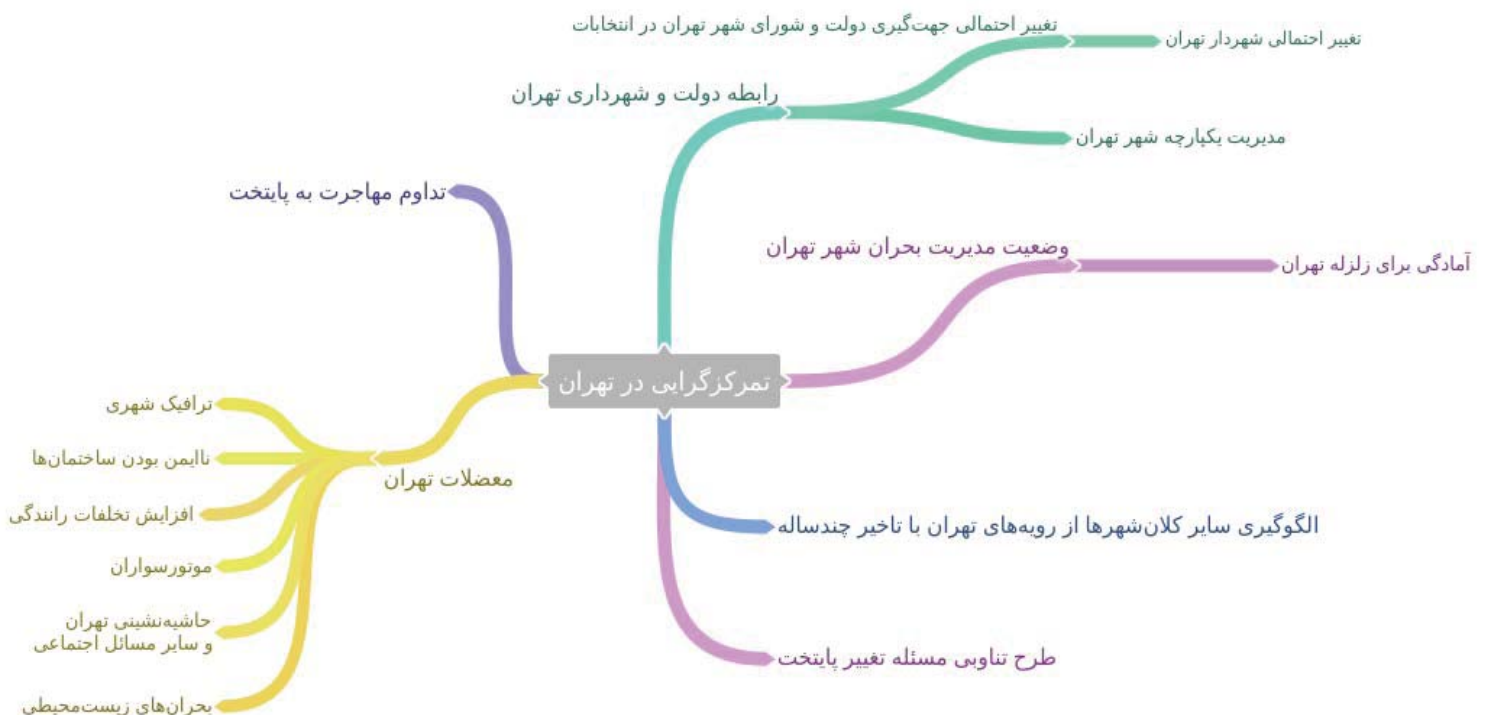 تمرکزگرایی در تهران
رابطه دولت و شهرداری تهران
تغییر احتمالی جهت‌گیری دولت و شورای شهر تهران در انتخابات
تغییر احتمالی شهردار تهران
مدیریت یکپارچه شهر تهران
وضعیت مدیریت بحران شهر تهران
آمادگی برای زلزله تهران
الگوگیری سایر کلان‌شهرها از رویه‌های تهران با تاخیر چندساله
طرح تناوبی مسئله تغییر پایتخت
تداوم مهاجرت به پایتخت
معضلات تهران
ترافیک شهری
ناایمن بودن ساختمان‌ها
افزایش تخلفات رانندگی
موتورسواران
حاشیه‌نشینی تهران
و سایر مسائل اجتماعی
بحران‌های زیست‌محیطی